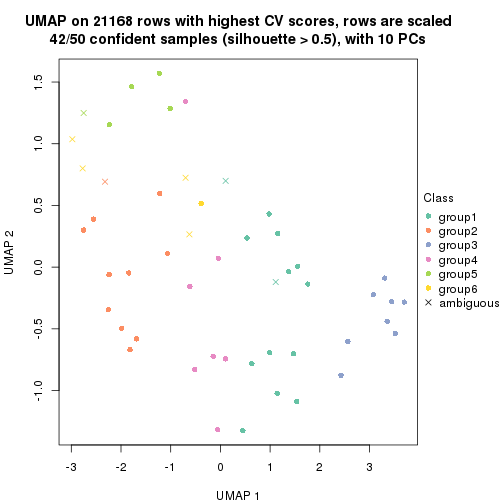 UMAP on 21168 rows with highest CV scores, rows are scaled
42/50 confident samples (silhouette > 0.5), with 10 PCs
1.5
1.0
0.5
0.0
-0.5
-1.0
UMAP 2
-3
-2
-1
0
1
2
3
UMAP 1
Class
group1
group2
group3
group4
group5
group6
ambiguous